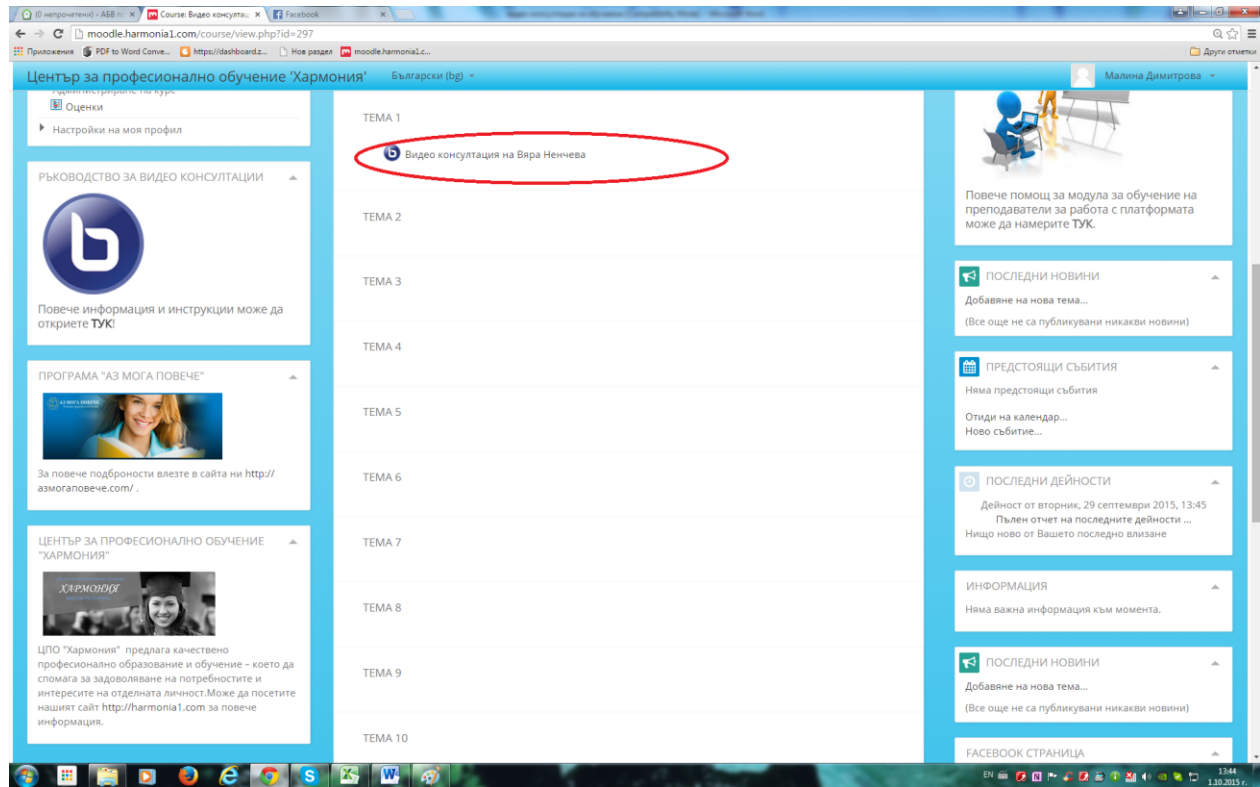 (0 непрочетени) - АБВ п
Course: Видео консултац
Facebook
moodle.harmonia1.com/course/view.php?id=297
Приложения
PDF to Word Conve...
https://dashboard.z...
Нов раздел
moodle.harmonia1.c...
Други отметки
Център за професионално обучение 'Хармония'
Български (bg)
Малина Димитрова
Администриране на курс
Оценки
Настройки на моя профил
РЪКОВОДСТВО ЗА ВИДЕО КОНСУЛТАЦИИ
Повече информация и инструкции може да
откриете ТУК!
ПРОГРАМА "АЗ МОГА ПОВЕЧЕ"
АЗ МОГА ПОВЕЧЕ
За повече подброности влезте в сайта ни http://
азмогаповече.com/ .
ЦЕНТЪР ЗА ПРОФЕСИОНАЛНО ОБУЧЕНИЕ
"ХАРМОНИЯ"
ХАРМОНИЯ
ЦПО "Хармония" предлага качествено
професионално образование и обучение – което да
спомага за задоволяване на потребностите и
интересите на отделната личност.Може да посетите
нашият сайт http://harmonia1.com за повече
информация.
ТЕМА 1
Видео консултация на Вяра Ненчева
ТЕМА 2
ТЕМА 3
ТЕМА 4
ТЕМА 5
ТЕМА 6
ТЕМА 7
ТЕМА 8
ТЕМА 9
ТЕМА 10
Повече помощ за модула за обучение на
преподаватели за работа с платформата
може да намерите ТУК.
ПОСЛЕДНИ НОВИНИ
Добавяне на нова тема...
(Все още не са публикувани никакви новини)
ПРЕДСТОЯЩИ СЪБИТИЯ
Няма предстоящи събития
Отиди на календар...
Ново събитие...
ПОСЛЕДНИ ДЕЙНОСТИ
Дейност от вторник, 29 септември 2015, 13:45
Пълен отчет на последните дейности ...
Нищо ново от Вашето последно влизане
ИНФОРМАЦИЯ
Няма важна информация към момента.
ПОСЛЕДНИ НОВИНИ
Добавяне на нова тема...
(Все още не са публикувани никакви новини)
FACEBOOK СТРАНИЦА
EN
13:44
1.10.2015 г.